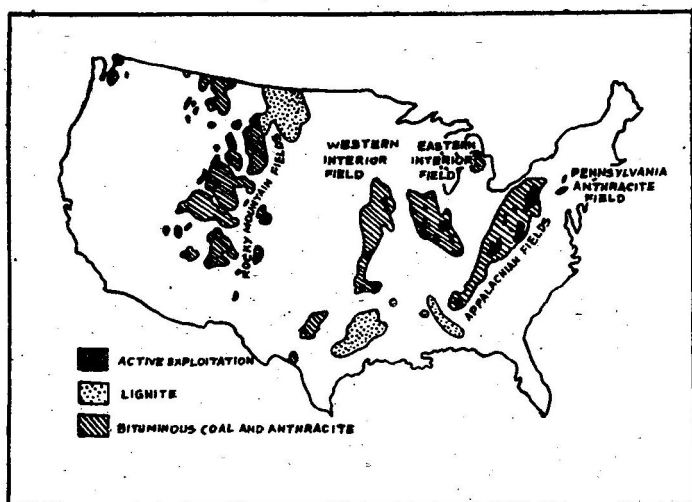 WESTERN
INTERIOR
FIELD
EASTERN
INTERIOR
FIELD
PENNSYLVANIA
ANTHRACITE
FIELD
ROCKY MOUNTAIN FIELDS
APPALACHIAN FIELDS
ACTIVE EXPLOITATION
LIGNITE
BITUMINOUS COAL AND ANTHRACITE